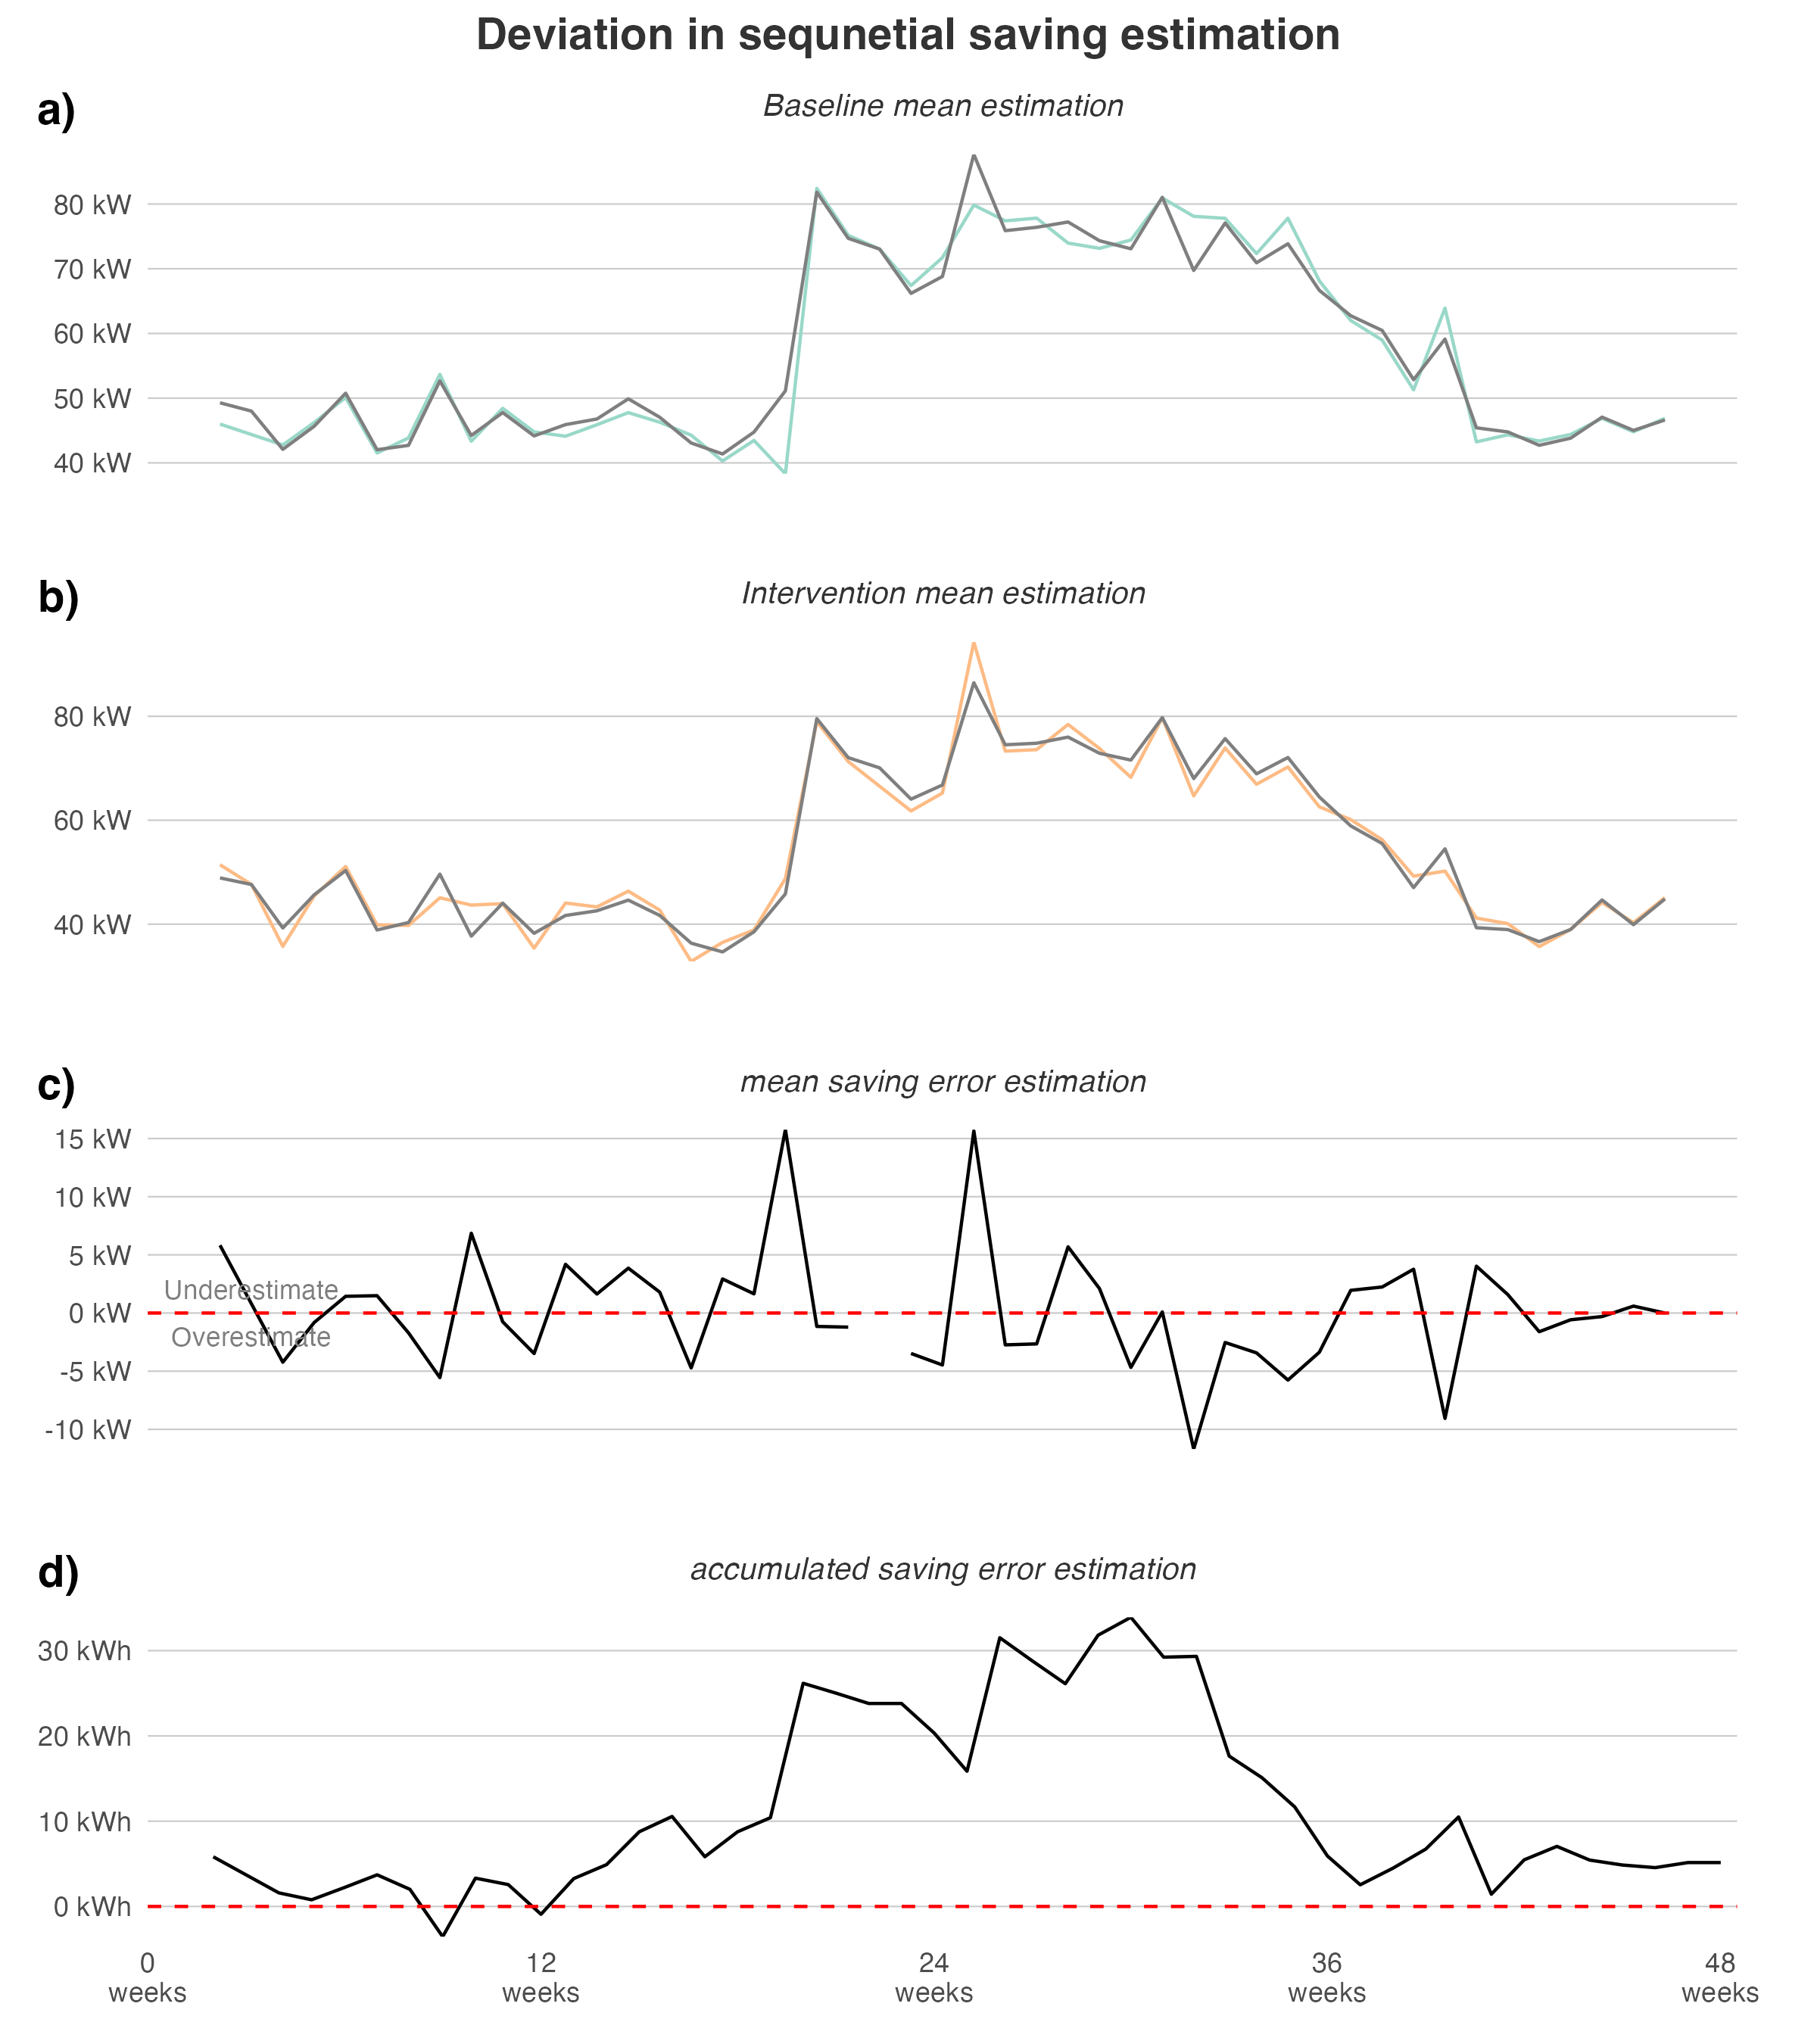 Deviation in sequnetial saving estimation
a)
Baseline mean estimation
80 kW
70 kW
60 kW
50 kW
40 kW
b)
Intervention mean estimation
80 kW
60 kW
40 kW
c)
mean saving error estimation
15 kW
10 kW
5 kW
Underestimate
0 kW
Overestimate
-5 kW
-10 kW
d)
accumulated saving error estimation
30 kWh
20 kWh
10 kWh
0 kWh
0 weeks
12 weeks
24 weeks
36 weeks
48 weeks